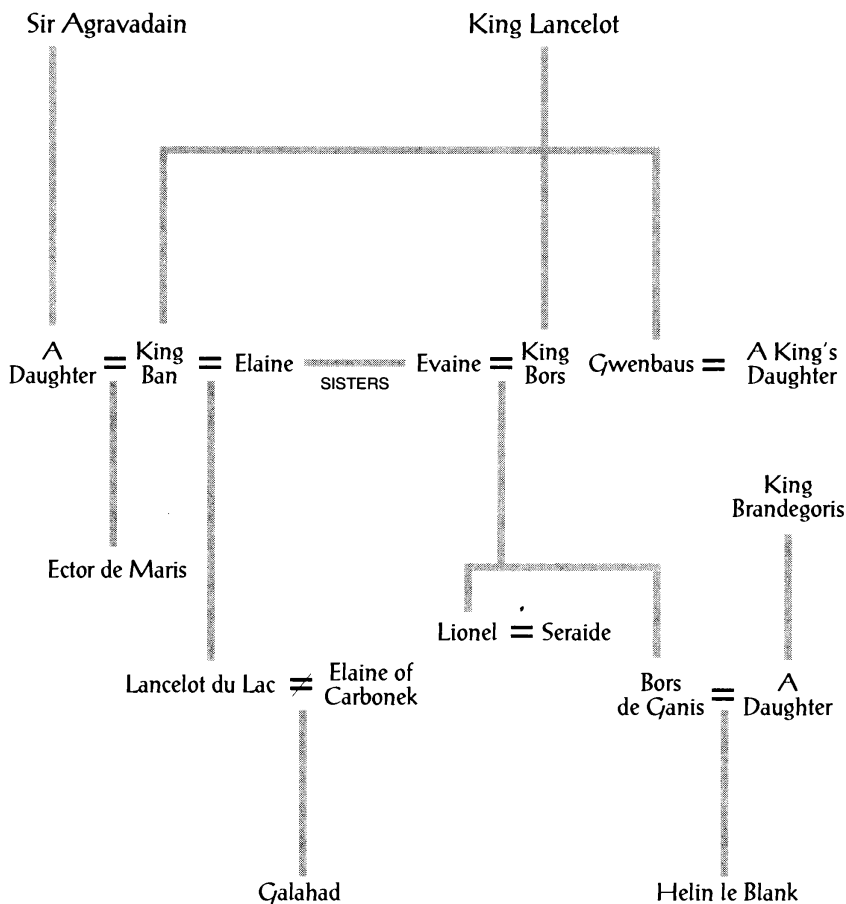 Sir Agravadain
King Lancelot
A
Daughter
=
King
Ban
=
Elaine
SISTERS
Evaine
=
King
Bors
Gwenbaus
=
A King's
Daughter
King
Brandegoris
Ector de Maris
Lionel = Seraide
Lancelot du Lac
≠
Elaine of
Carbonek
Bors
de Ganis
=
A
Daughter
Galahad
Helin le Blank